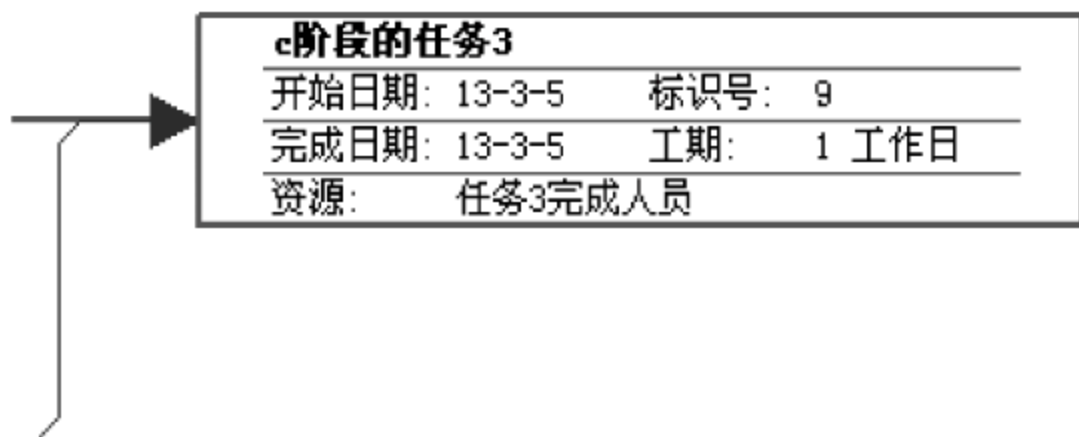 c阶段的任务3
开始日期: 13-3-5 标识号: 9
完成日期: 13-3-5 工期: 1 工作日
资源: 任务3完成人员